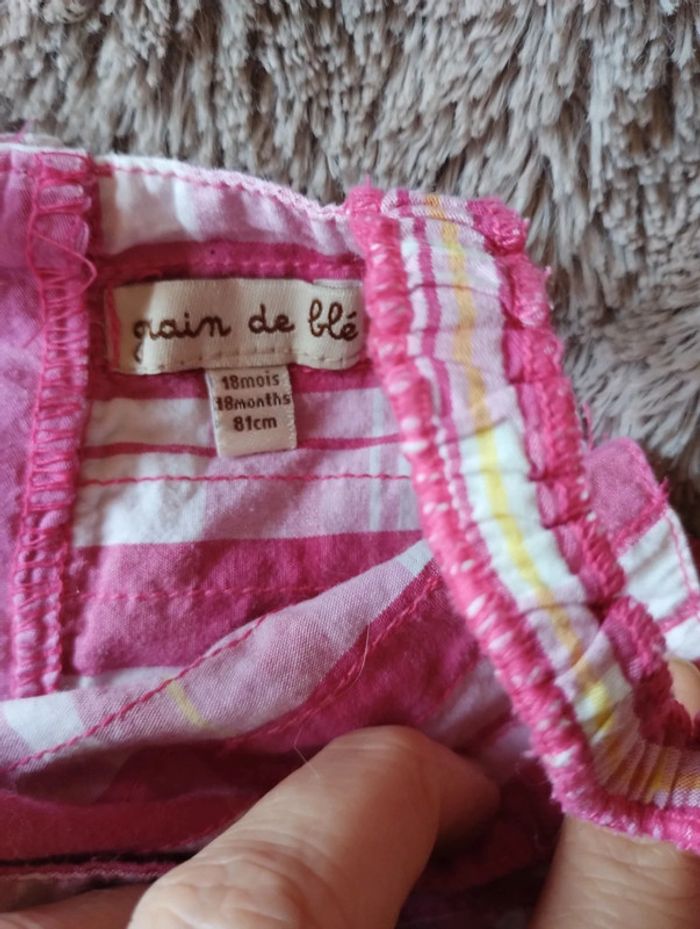 grain de blé
18mois
18months
81cm